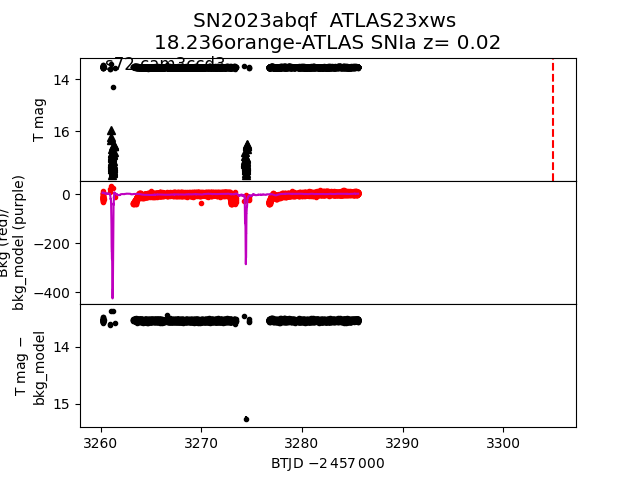 SN2023abqf ATLAS23xws
18.236orange-ATLAS SNIa z= 0.02
s72 cam3ccd3
14
16
T mag
0
−200
−400
Bkg (red)/
bkg_model (purple)
14
15
T mag −
bkg_model
3260 3270 3280 3290 3300
BTJD −2 457 000